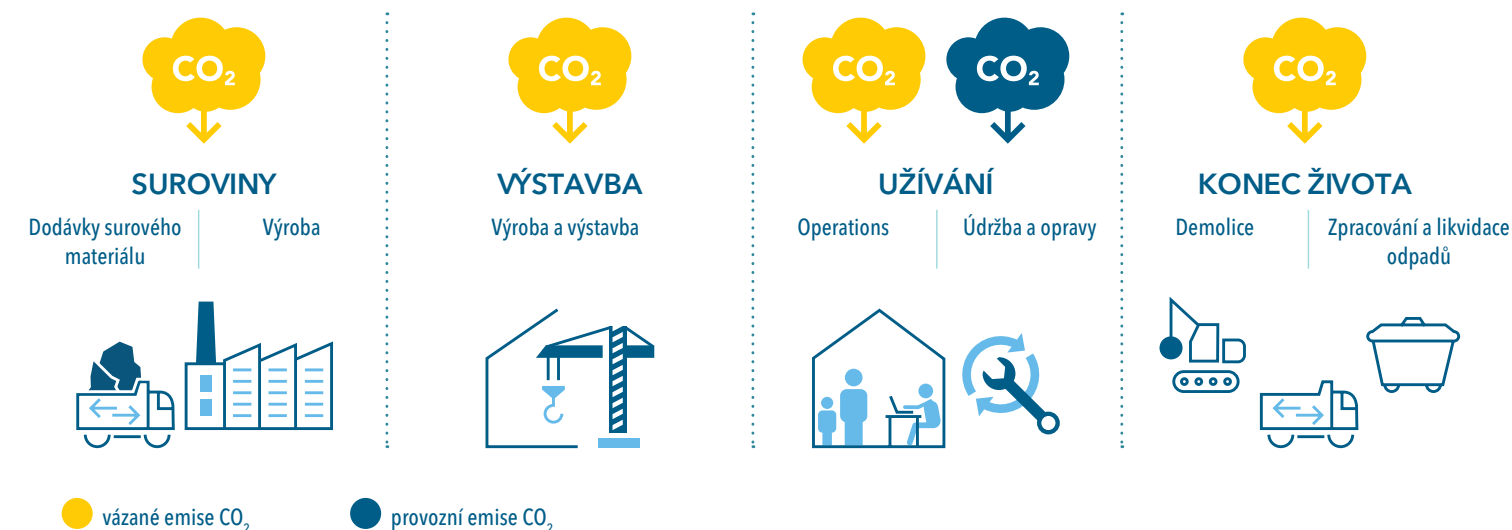 CO₂
CO₂
CO₂
CO₂
CO₂
SUROVINY
Dodávky surového
materiálu
Výroba
VÝSTAVBA
Výroba a výstavba
UŽÍVÁNÍ
Operations
Údržba a opravy
KONEC ŽIVOTA
Demolice
Zpracování a likvidace
odpadů
vázané emise CO₂
provozní emise CO₂